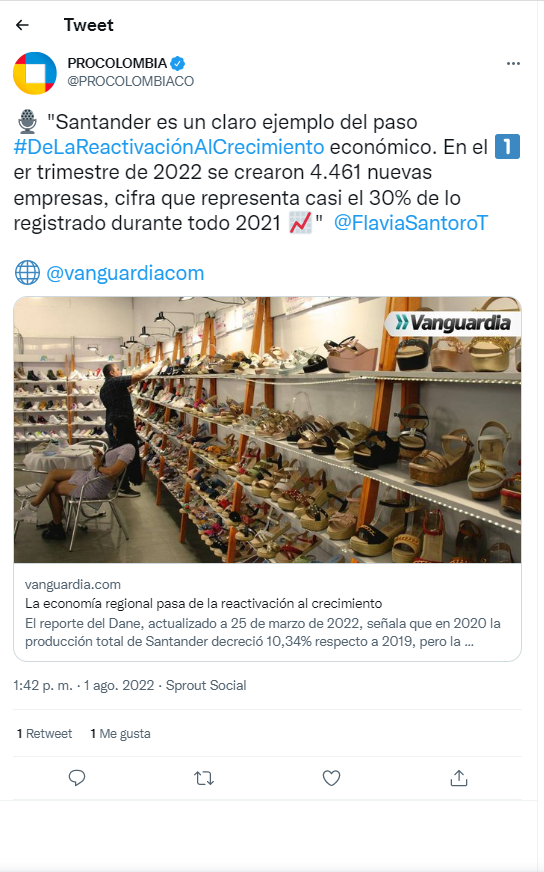 Tweet
PROCOLOMBIA
@PROCOLOMBIACO
"Santander es un claro ejemplo del paso
#DeLaReactivaciónAlCrecimiento económico. En el 1
er trimestre de 2022 se crearon 4.461 nuevas
empresas, cifra que representa casi el 30% de lo
registrado durante todo 2021 " @FlaviaSantoroT
@vanguardiacom
Vanguardia
vanguardia.com
La economía regional pasa de la reactivación al crecimiento
El reporte del Dane, actualizado a 25 de marzo de 2022, señala que en 2020 la
producción total de Santander decreció 10,34% respecto a 2019, pero la ...
1:42 p. m. · 1 ago. 2022 · Sprout Social
1 Retweet 1 Me gusta